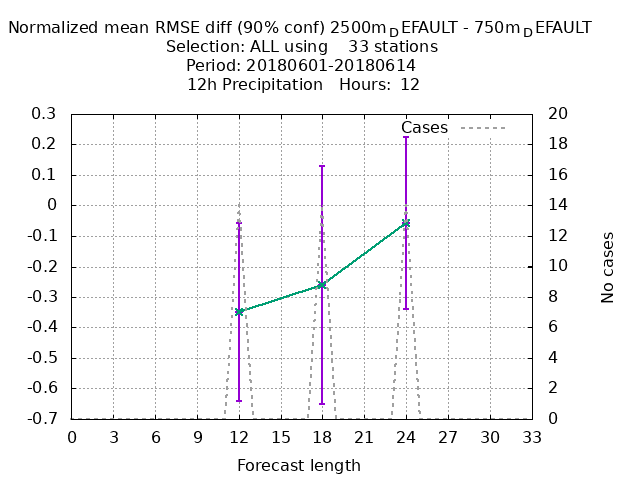 Normalized mean RMSE diff (90% conf) 2500m_DEFAULT - 750m_DEFAULT
Selection: ALL using 33 stations
Period: 20180601-20180614
12h Precipitation Hours: 12
Cases
0.3
0.2
0.1
0
-0.1
-0.2
-0.3
-0.4
-0.5
-0.6
-0.7
20
18
16
14
12
10
8
6
4
2
0
No cases
0 3 6 9 12 15 18 21 24 27 30 33
Forecast length